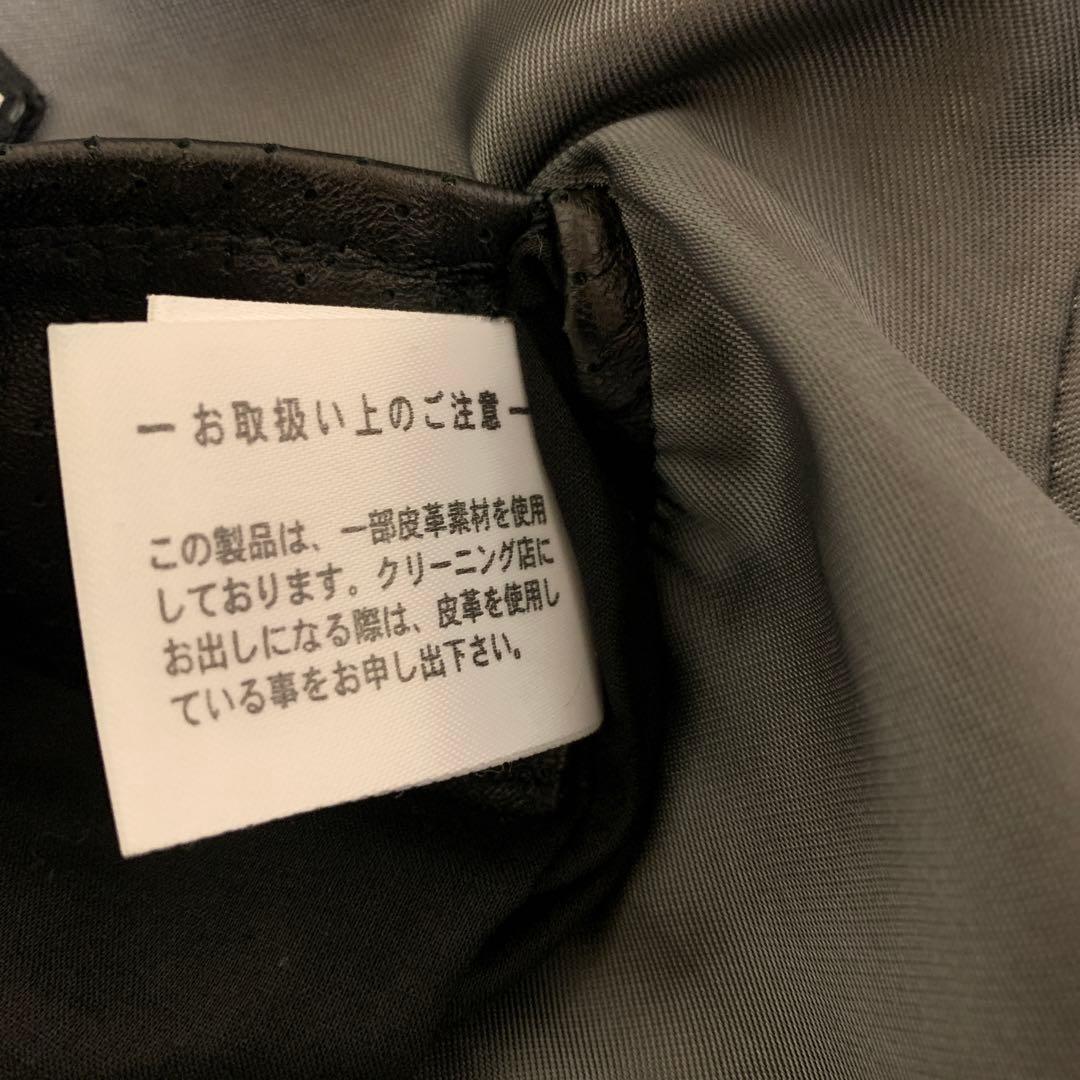 ーお取扱い上のご注意ー
この製品は、一部皮革素材を使用
しております。クリーニング店に
お出しになる際は、皮革を使用し
ている事をお申し出下さい。